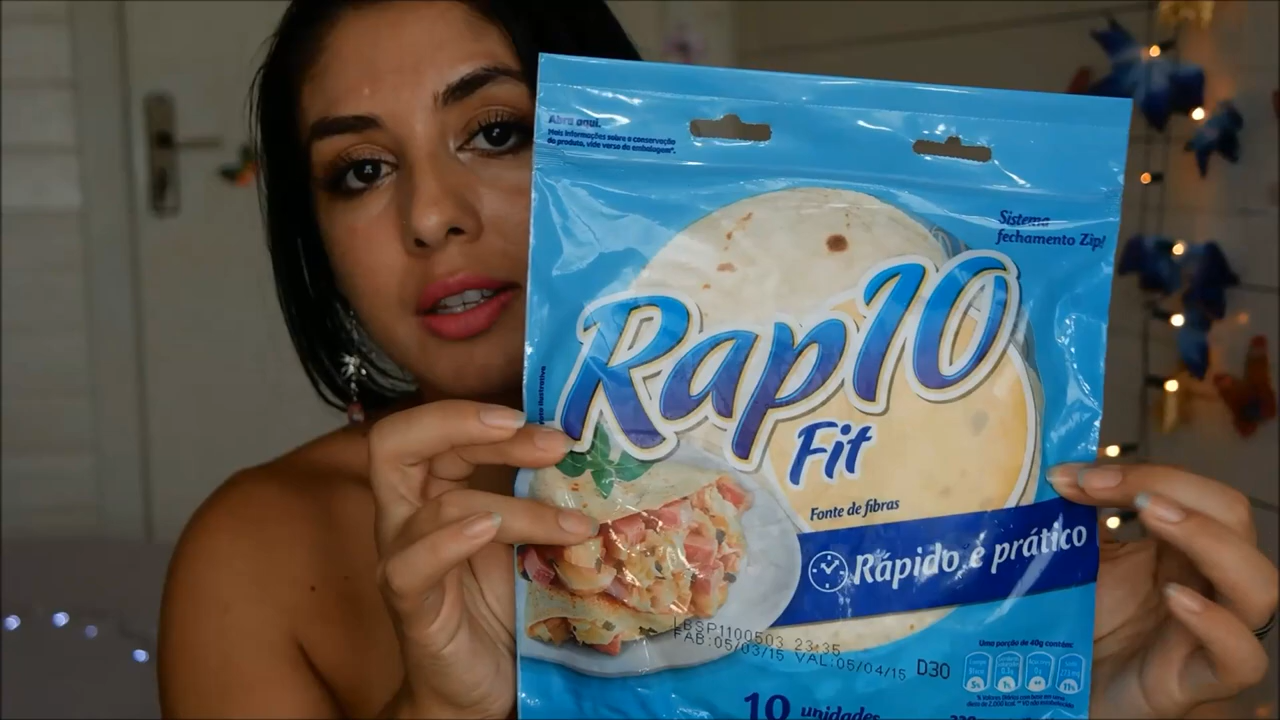 Abra aqui.
Mais informações sobre a conservação
do produto, vide verso da embalagem*.
Sistema
fechamento Zip!
Rap10
Fit
Fonte de fibras
Rápido e prático
LBSP1100503 23:35
FAB:05/03/15 VAL:05/04/15 D30
Uma porção de 40g contém:
10 unidades